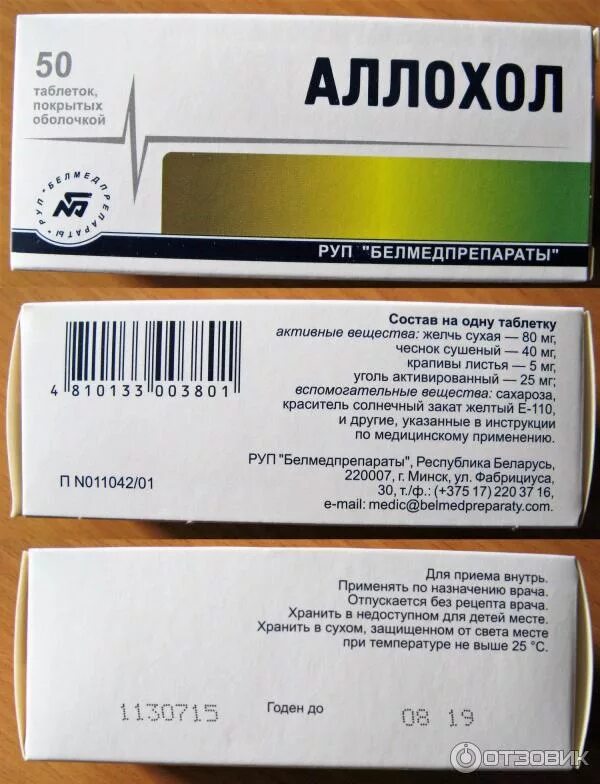 50
таблеток,
покрытых
оболочкой
АЛЛОХОЛ
РУП · БЕЛМЕДПРЕПАРАТЫ ·
РУП "БЕЛМЕДПРЕПАРАТЫ"
Состав на одну таблетку
активные вещества: желчь сухая — 80 мг,
чеснок сушеный — 40 мг,
крапивы листья — 5 мг,
уголь активированный — 25 мг;
вспомогательные вещества: сахароза,
краситель солнечный закат желтый Е-110,
и другие, указанные в инструкции
по медицинскому применению.
4 810133 003801
РУП "Белмедпрепараты", Республика Беларусь,
220007, г. Минск, ул. Фабрициуса,
30, т./ф.: (+375 17) 220 37 16,
e-mail: medic@belmedpreparaty.com.
П N011042/01
Для приема внутрь.
Применять по назначению врача.
Отпускается без рецепта врача.
Хранить в недоступном для детей месте.
Хранить в сухом, защищенном от света месте
при температуре не выше 25 °С.
1130715 Годен до 08 19
ОТЗОВИК